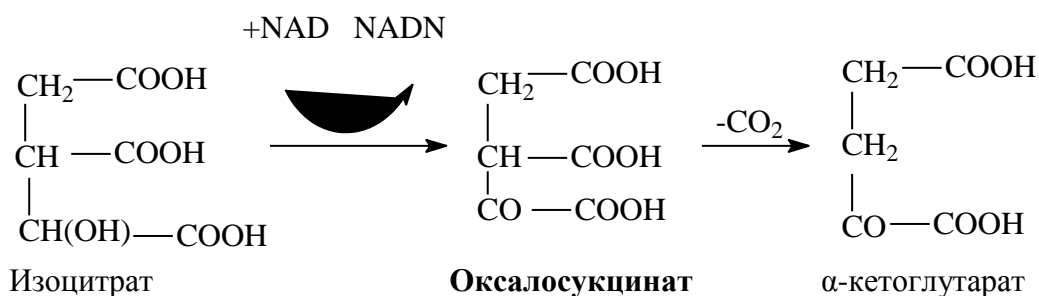 +NAD NADN
CH₂—COOH CH₂—COOH CH₂—COOH
-CO₂
CH—COOH CH—COOH CH₂
CH(OH)—COOH CO—COOH CO—COOH
Изоцитрат Оксалосукцинат α-кетоглутарат